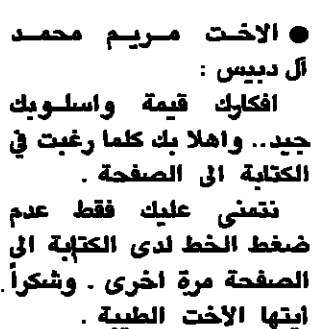 ● الاخت مريم محمد
آل دبيس :
افكارك قيمة واسلوبك
جيد.. واهلا بك كلما رغبت في
الكتابة الى الصفحة .
نتمنى عليك فقط عدم
ضغط الخط لدى الكتابة الى
الصفحة مرة اخرى . وشكراً
أيتها الأخت الطيبة .